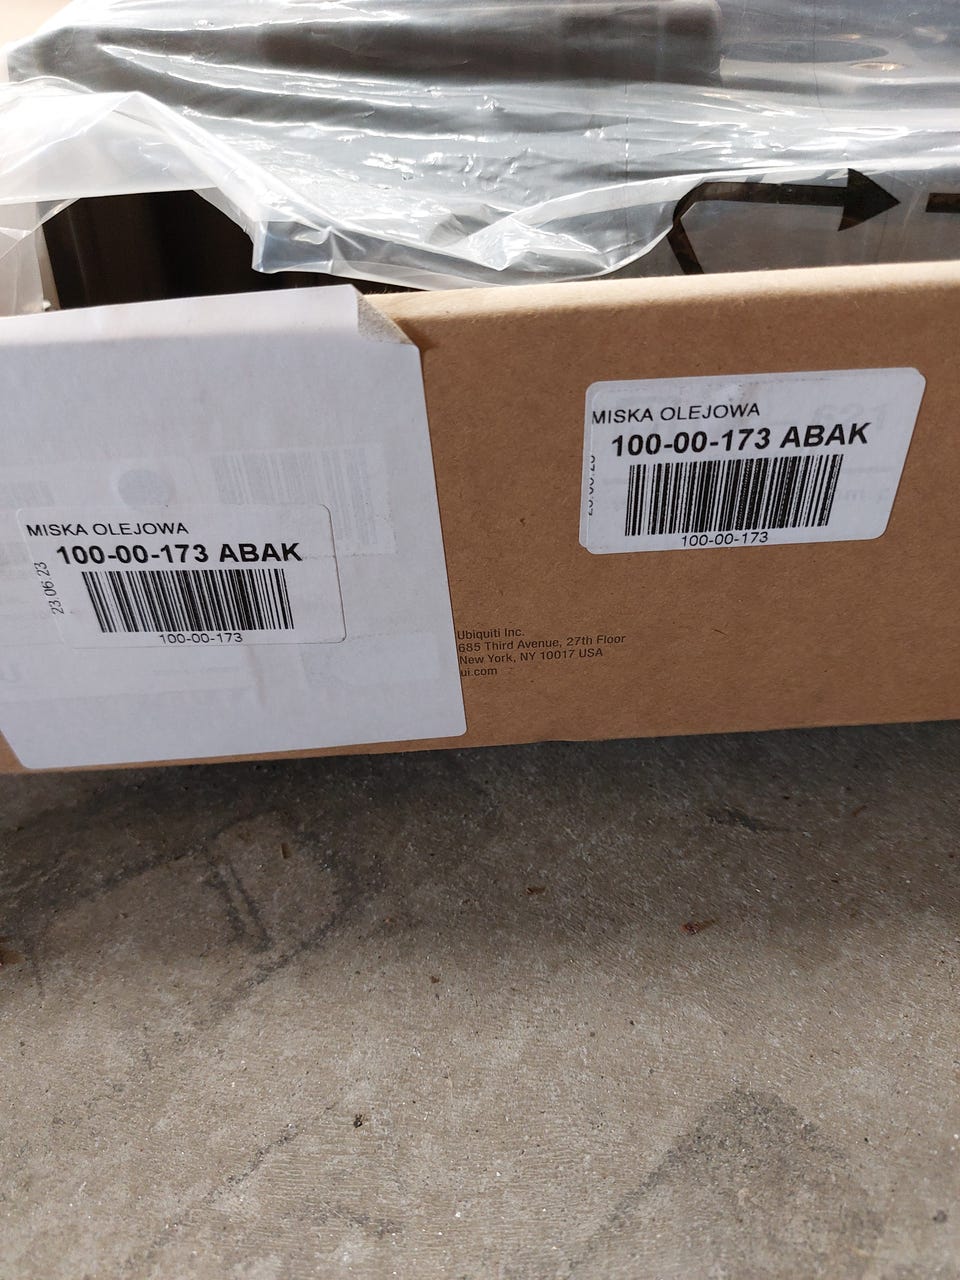 MISKA OLEJOWA
100-00-173 ABAK
100-00-173
MISKA OLEJOWA
100-00-173 ABAK
23.06.23
100-00-173
Ubiquiti Inc.
685 Third Avenue, 27th Floor
New York, NY 10017 USA
ui.com